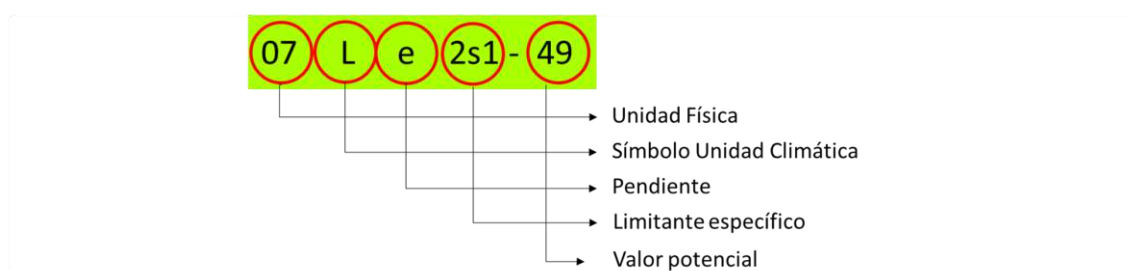 07 L e 2s1 - 49
Unidad Física
Símbolo Unidad Climática
Pendiente
Limitante específico
Valor potencial